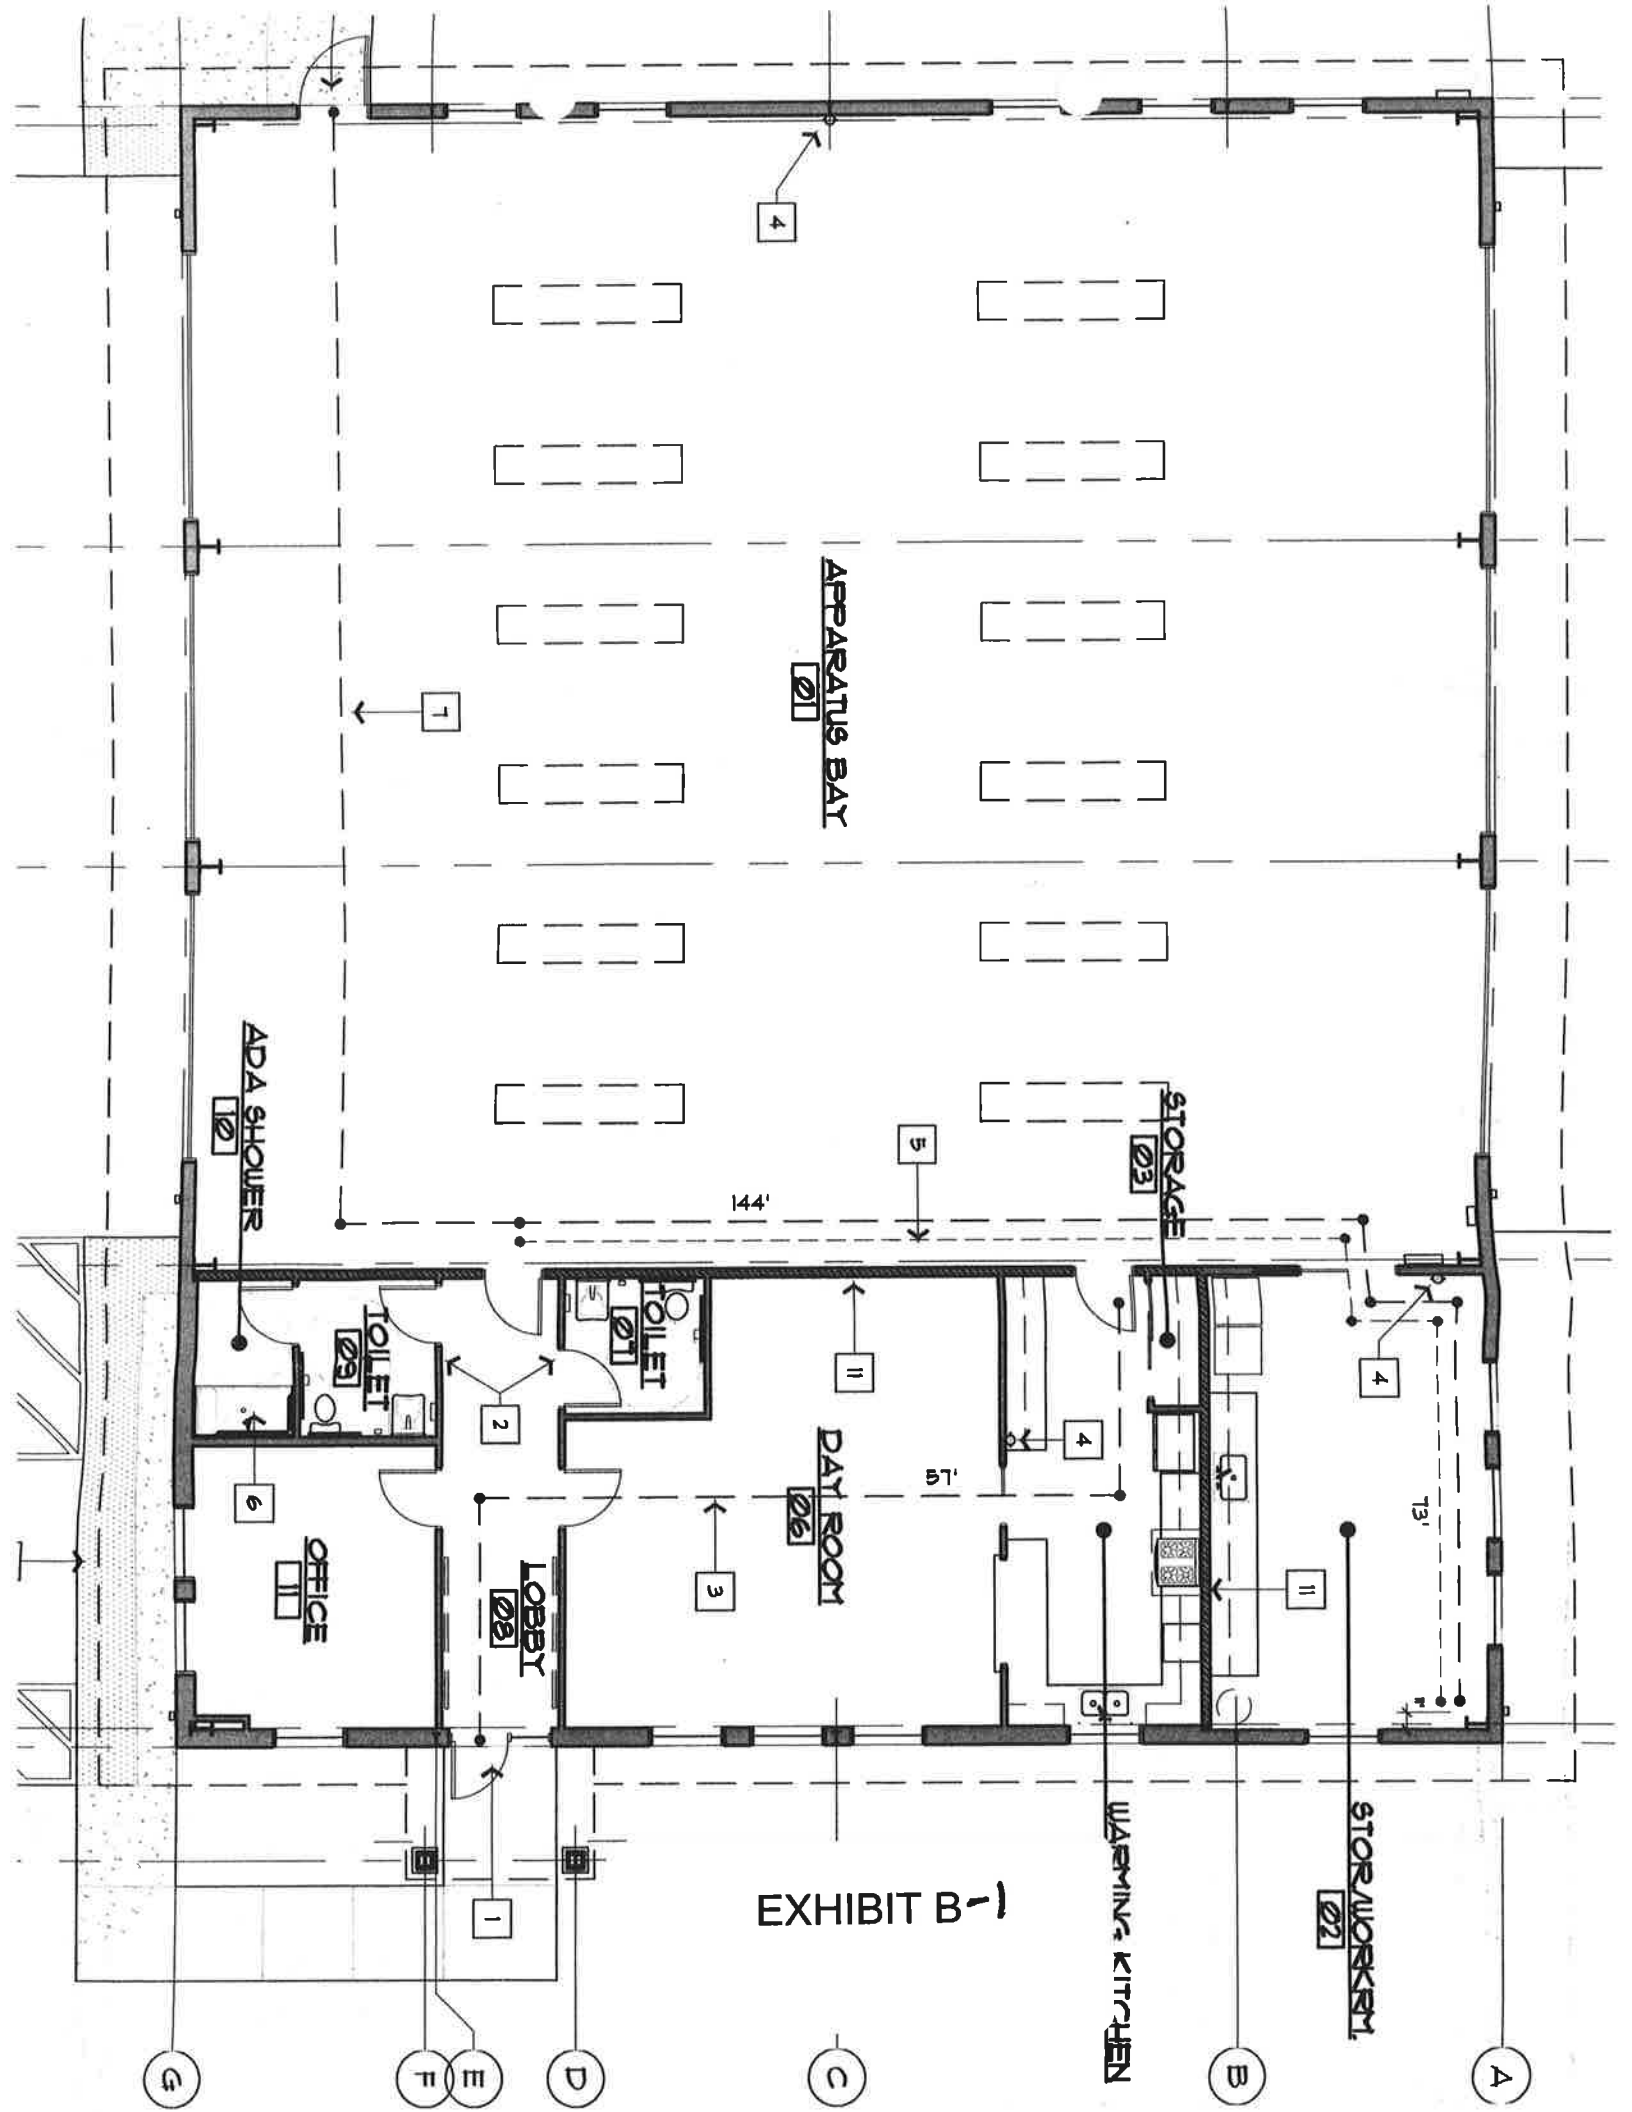 4
APPARATUS BAY
01
7
ADA SHOWER
10
STORAGE
03
5
144'
TOILET
09
TOILET
07
2
6
11
4
4
DAY ROOM
06
57'
3
73'
11
OFFICE
11
LOBBY
08
1
WARMING KITCHEN
STOR/WORKRM.
02
EXHIBIT B-1
G
F
E
D
C
B
A